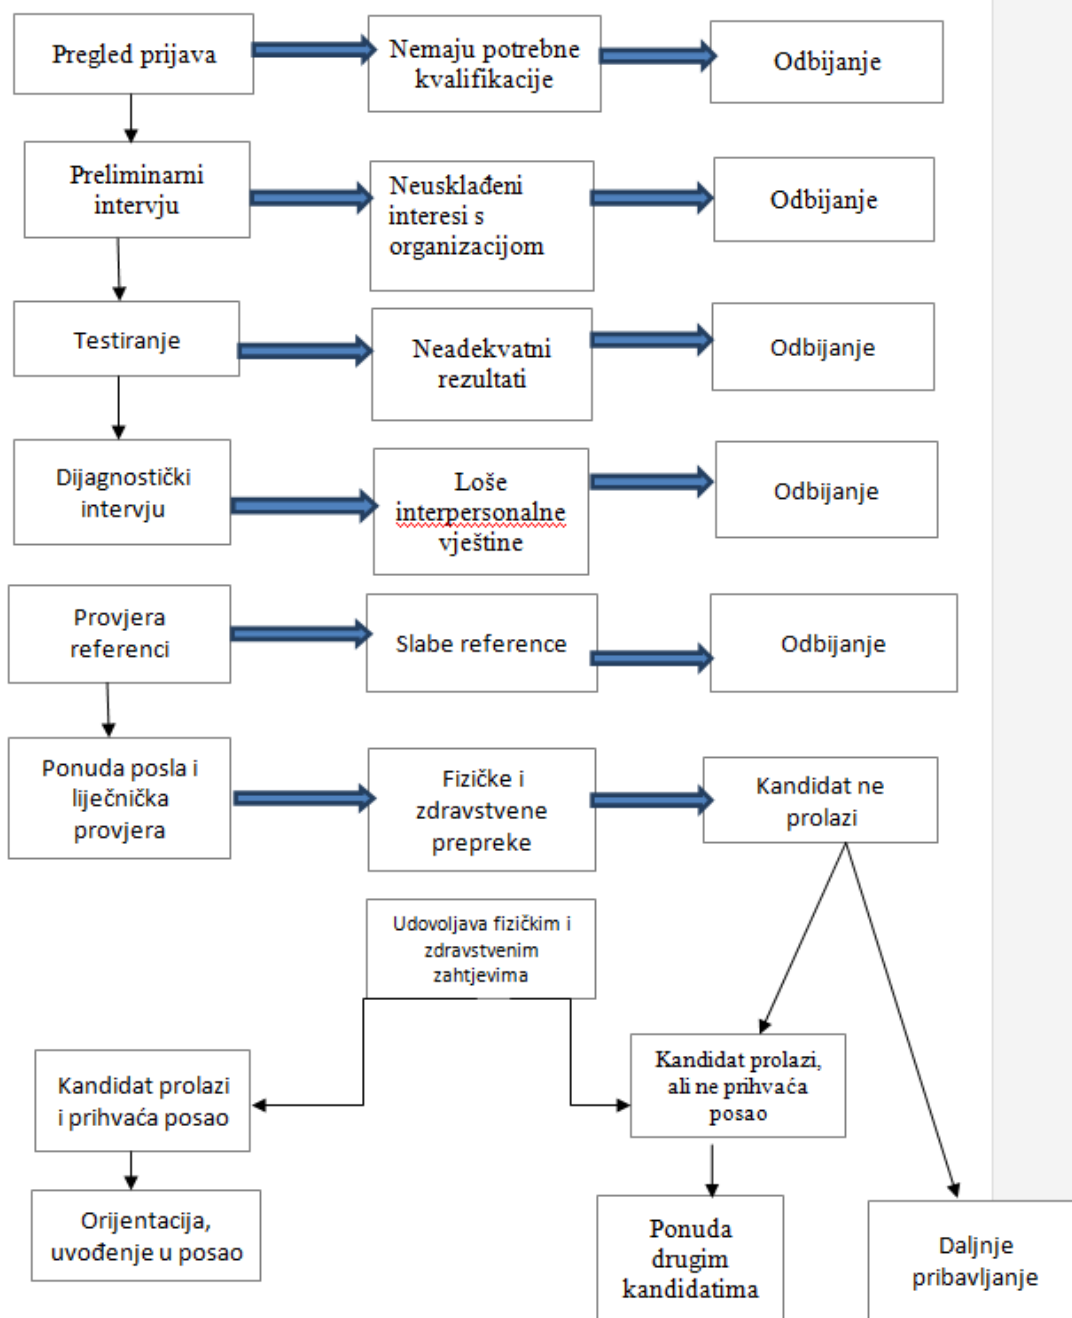 Pregled prijava
Nemaju potrebne
kvalifikacije
Odbijanje
Preliminarni
intervju
Neusklađeni
interesi s
organizacijom
Odbijanje
Testiranje
Neadekvatni
rezultati
Odbijanje
Dijagnostički
intervju
Loše
interpersonalne
vještine
Odbijanje
Provjera
referenci
Slabe reference
Odbijanje
Ponuda posla i
liječnička
provjera
Fizičke i
zdravstvene
prepreke
Kandidat ne
prolazi
Udovoljava fizičkim i
zdravstvenim
zahtjevima
Kandidat prolazi
i prihvaća posao
Kandidat prolazi,
ali ne prihvaća
posao
Orijentacija,
uvođenje u posao
Ponuda
drugim
kandidatima
Daljnje
pribavljanje